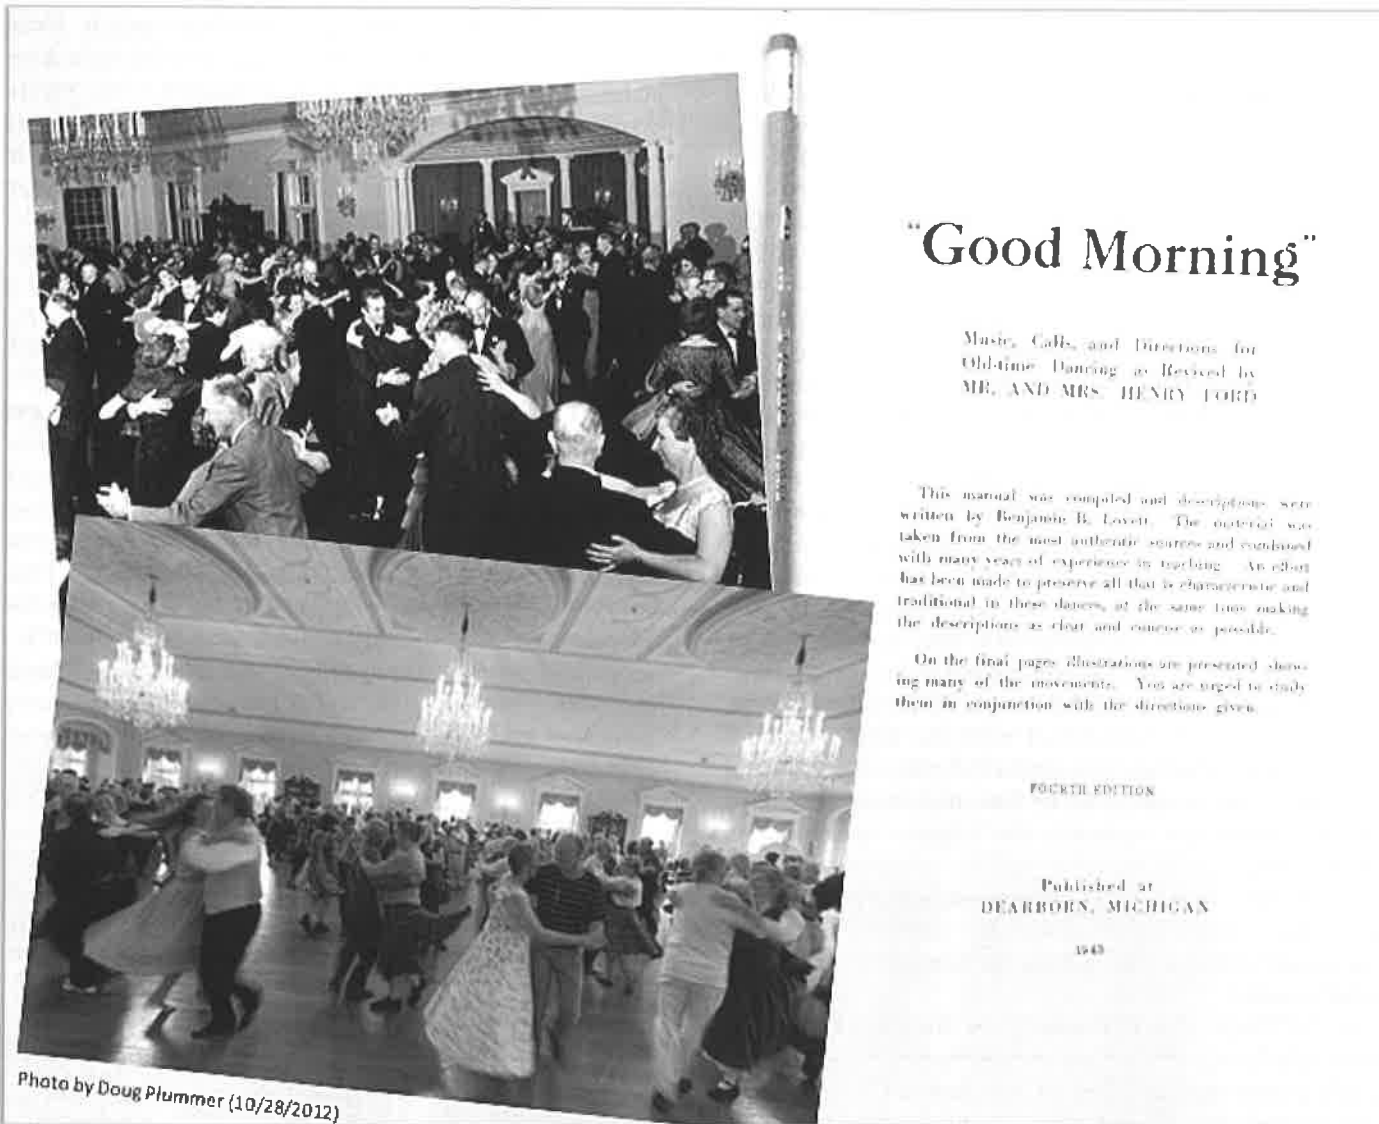 "Good Morning"
Music, Calls, and Directions for
Old-time Dancing as Revived by
MR. AND MRS. HENRY FORD
This manual was compiled and descriptions were
written by Benjamin B. Lovett. The material was
taken from the most authentic sources and combined
with many years of experience in teaching. An effort
has been made to preserve all that is characteristic and
traditional in these dances, at the same time making
the descriptions as clear and concise as possible.
On the final pages illustrations are presented show-
ing many of the movements. You are urged to study
them in conjunction with the directions given.
FOURTH EDITION
Published at
DEARBORN, MICHIGAN
1943
Photo by Doug Plummer (10/28/2012)